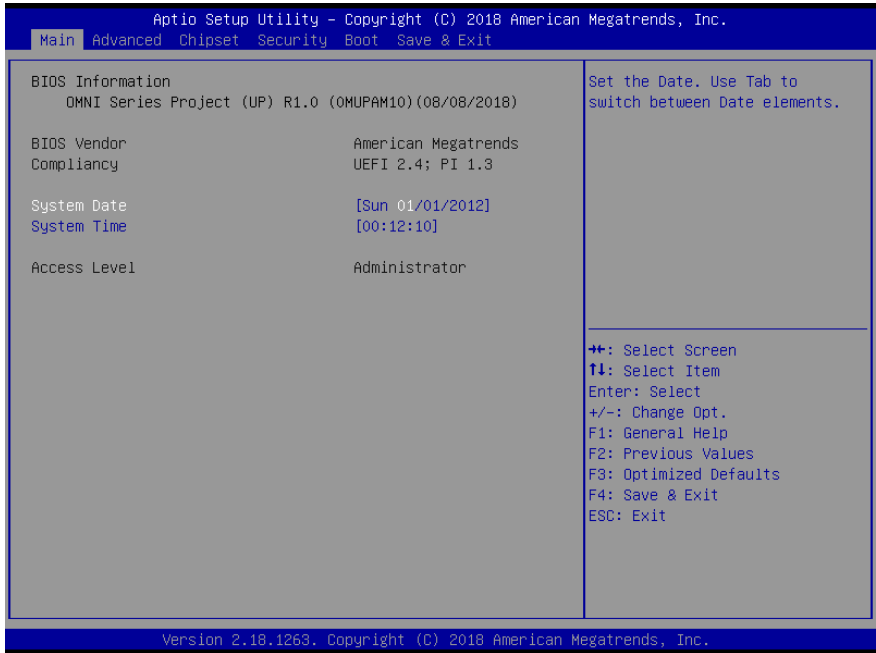 Aptio Setup Utility – Copyright (C) 2018 American Megatrends, Inc.
Main Advanced Chipset Security Boot Save & Exit
BIOS Information
OMNI Series Project (UP) R1.0 (OMUPAM10)(08/08/2018)
BIOS Vendor American Megatrends
Compliancy UEFI 2.4; PI 1.3
System Date [Sun 01/01/2012]
System Time [00:12:10]
Access Level Administrator
Set the Date. Use Tab to
switch between Date elements.
→←: Select Screen
↑↓: Select Item
Enter: Select
+/-: Change Opt.
F1: General Help
F2: Previous Values
F3: Optimized Defaults
F4: Save & Exit
ESC: Exit
Version 2.18.1263. Copyright (C) 2018 American Megatrends, Inc.